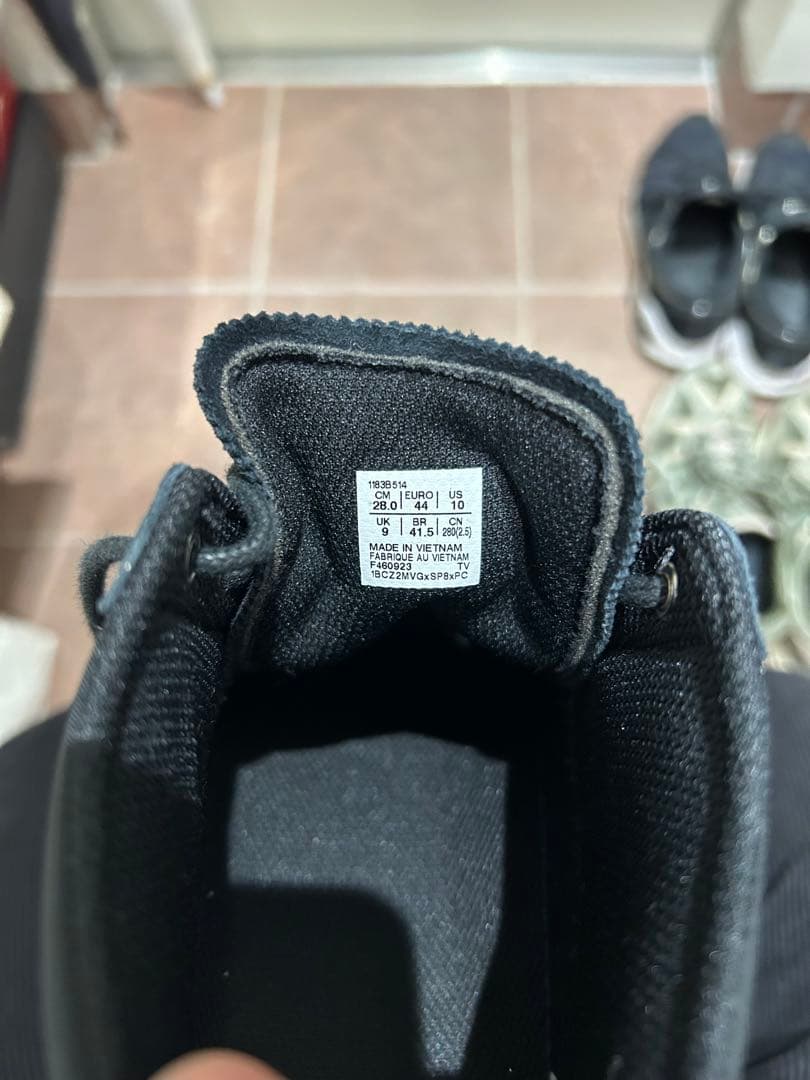 1183B514
CM | EURO | US
28.0 | 44 | 10
UK | BR | CN
9 | 41.5 | 280(2.5)
MADE IN VIETNAM
FABRIQUE AU VIETNAM
F460923 TV
1BCZ2MVGxSP8xPC